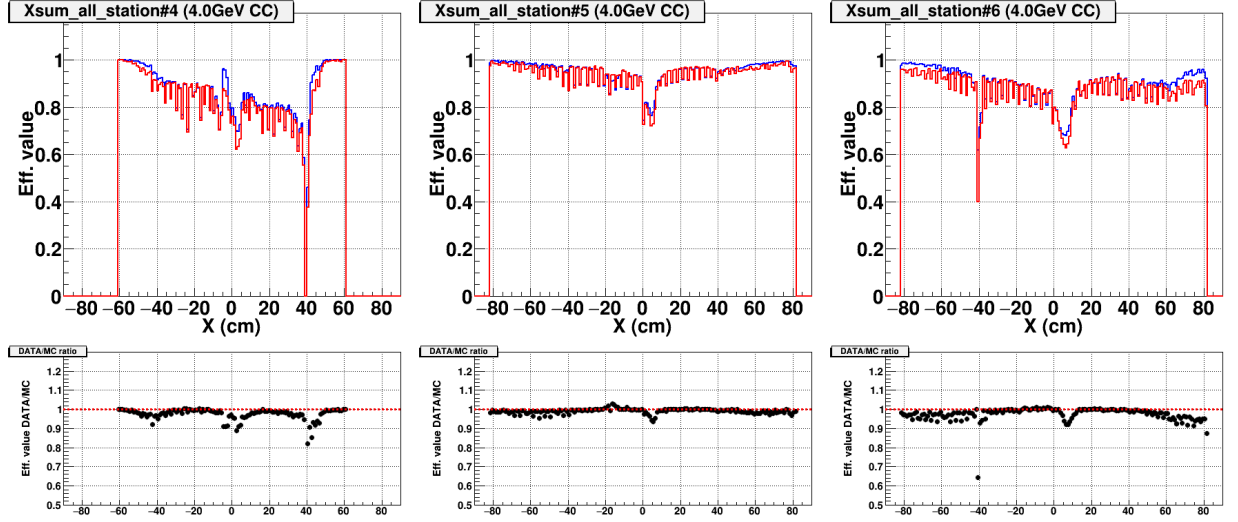 Xsum_all_station#4 (4.0GeV CC)
Eff. value
1
0.8
0.6
0.4
0.2
0
−80 −60 −40 −20 0 20 40 60 80
X (cm)
Xsum_all_station#5 (4.0GeV CC)
Eff. value
1
0.8
0.6
0.4
0.2
0
−80 −60 −40 −20 0 20 40 60 80
X (cm)
Xsum_all_station#6 (4.0GeV CC)
Eff. value
1
0.8
0.6
0.4
0.2
0
−80 −60 −40 −20 0 20 40 60 80
X (cm)
DATA/MC ratio
Eff. value DATA/MC
1.2
1.1
1
0.9
0.8
0.7
0.6
0.5
−80 −60 −40 −20 0 20 40 60 80
DATA/MC ratio
Eff. value DATA/MC
1.2
1.1
1
0.9
0.8
0.7
0.6
0.5
−80 −60 −40 −20 0 20 40 60 80
DATA/MC ratio
Eff. value DATA/MC
1.2
1.1
1
0.9
0.8
0.7
0.6
0.5
−80 −60 −40 −20 0 20 40 60 80